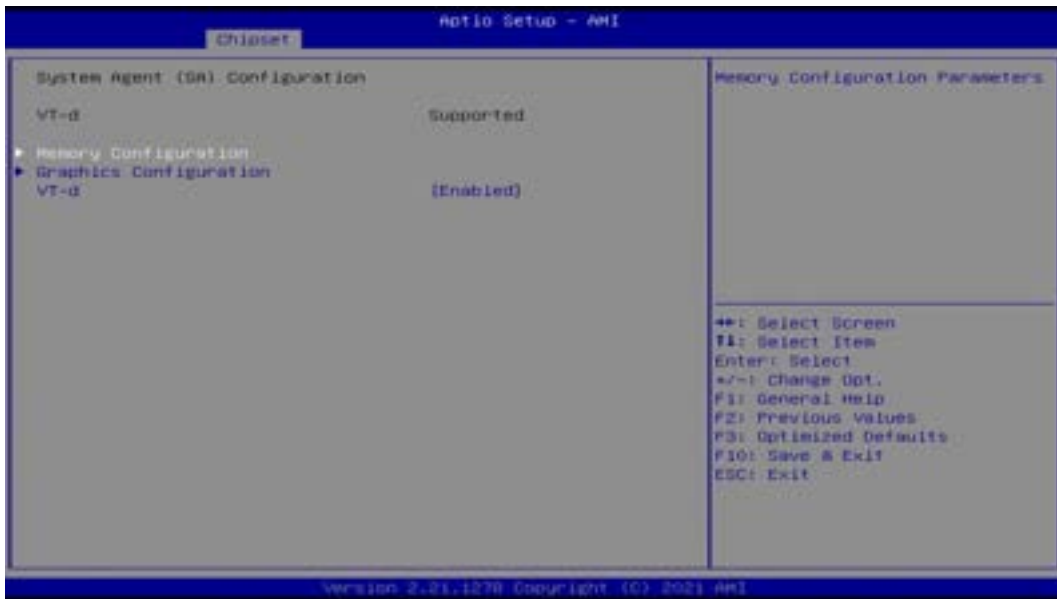 Aptio Setup - AMI
Chipset
System Agent (SA) Configuration
VT-d Supported
Memory Configuration
Graphics Configuration
VT-d [Enabled]
Memory Configuration Parameters
→←: Select Screen
↑↓: Select Item
Enter: Select
+/-: Change Opt.
F1: General Help
F2: Previous Values
F3: Optimized Defaults
F10: Save & Exit
ESC: Exit
Version 2.21.1278 Copyright (C) 2021 AMI